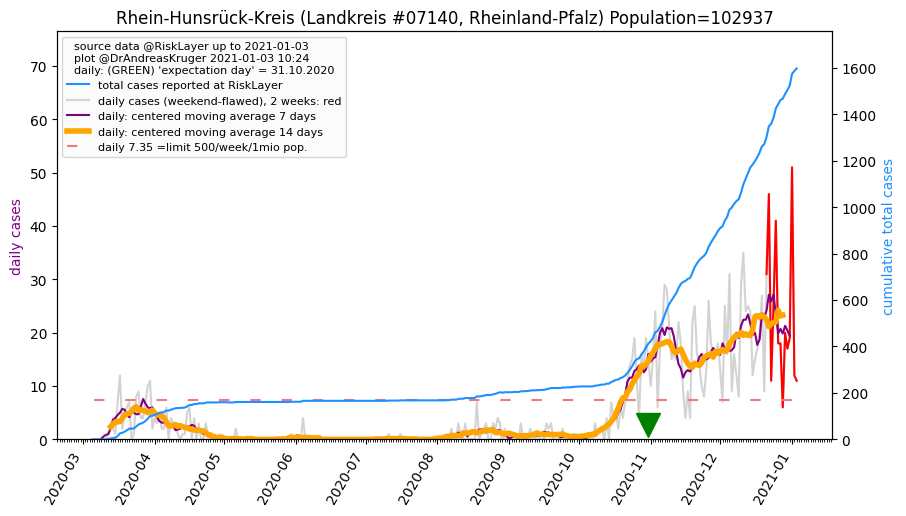 Rhein-Hunsrück-Kreis (Landkreis #07140, Rheinland-Pfalz) Population=102937
source data @RiskLayer up to 2021-01-03
plot @DrAndreasKruger 2021-01-03 10:24
daily: (GREEN) 'expectation day' = 31.10.2020
total cases reported at RiskLayer
daily cases (weekend-flawed), 2 weeks: red
daily: centered moving average 7 days
daily: centered moving average 14 days
daily 7.35 =limit 500/week/1mio pop.
daily cases
70
60
50
40
30
20
10
0
cumulative total cases
1600
1400
1200
1000
800
600
400
200
0
2020-03
2020-04
2020-05
2020-06
2020-07
2020-08
2020-09
2020-10
2020-11
2020-12
2021-01